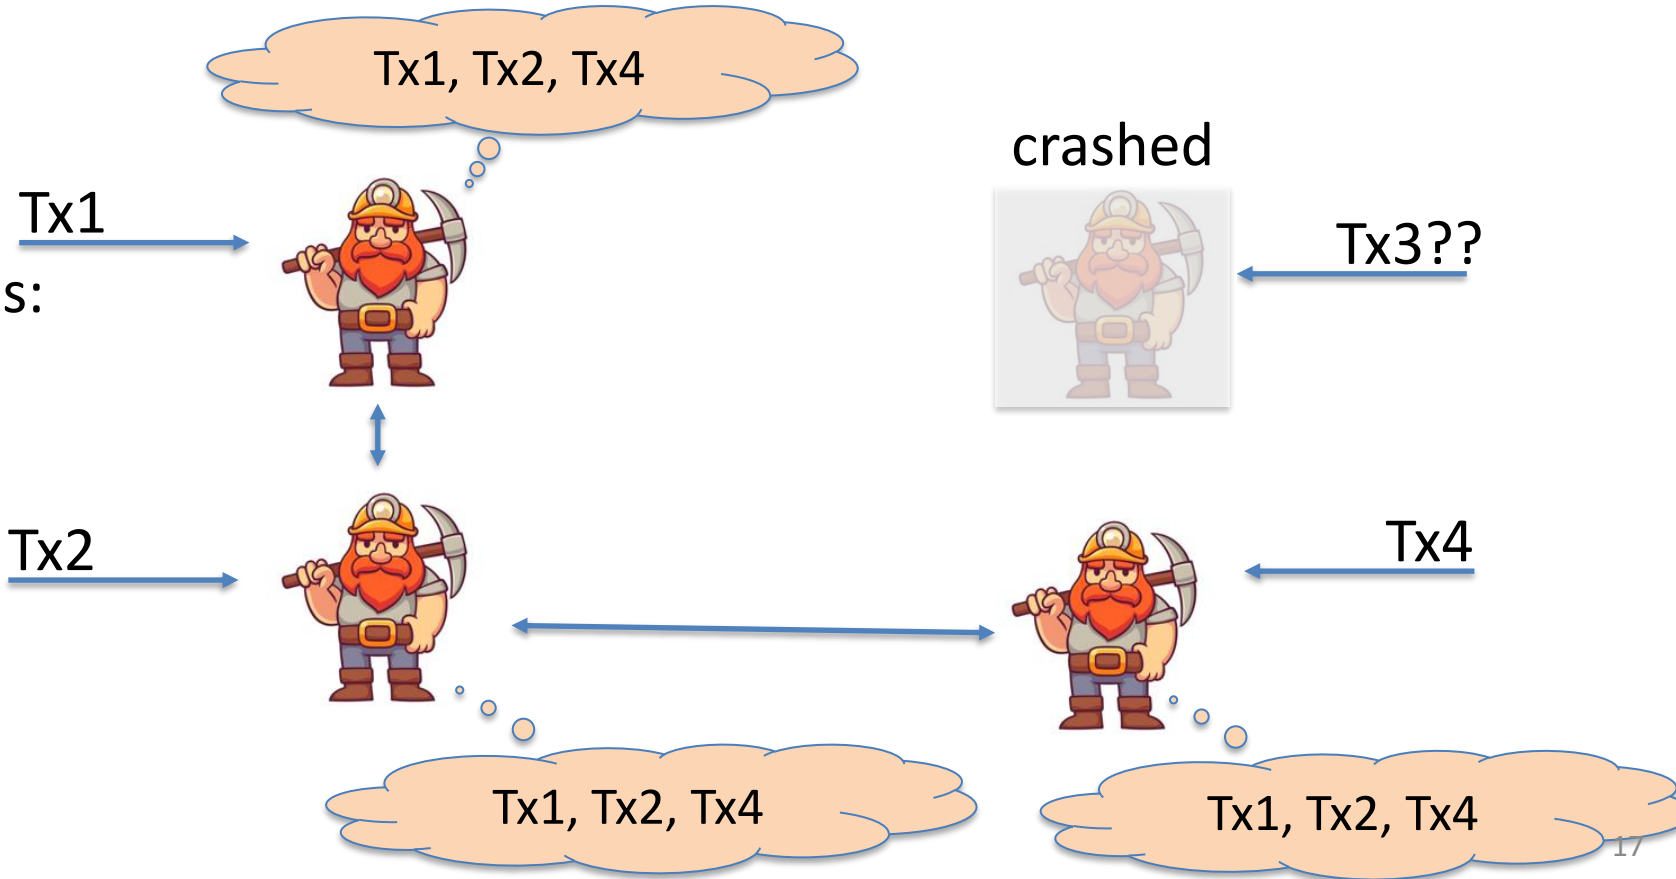 Tx1, Tx2, Tx4
crashed
Tx1
Tx3??
s:
Tx2
Tx4
Tx1, Tx2, Tx4
Tx1, Tx2, Tx4
17